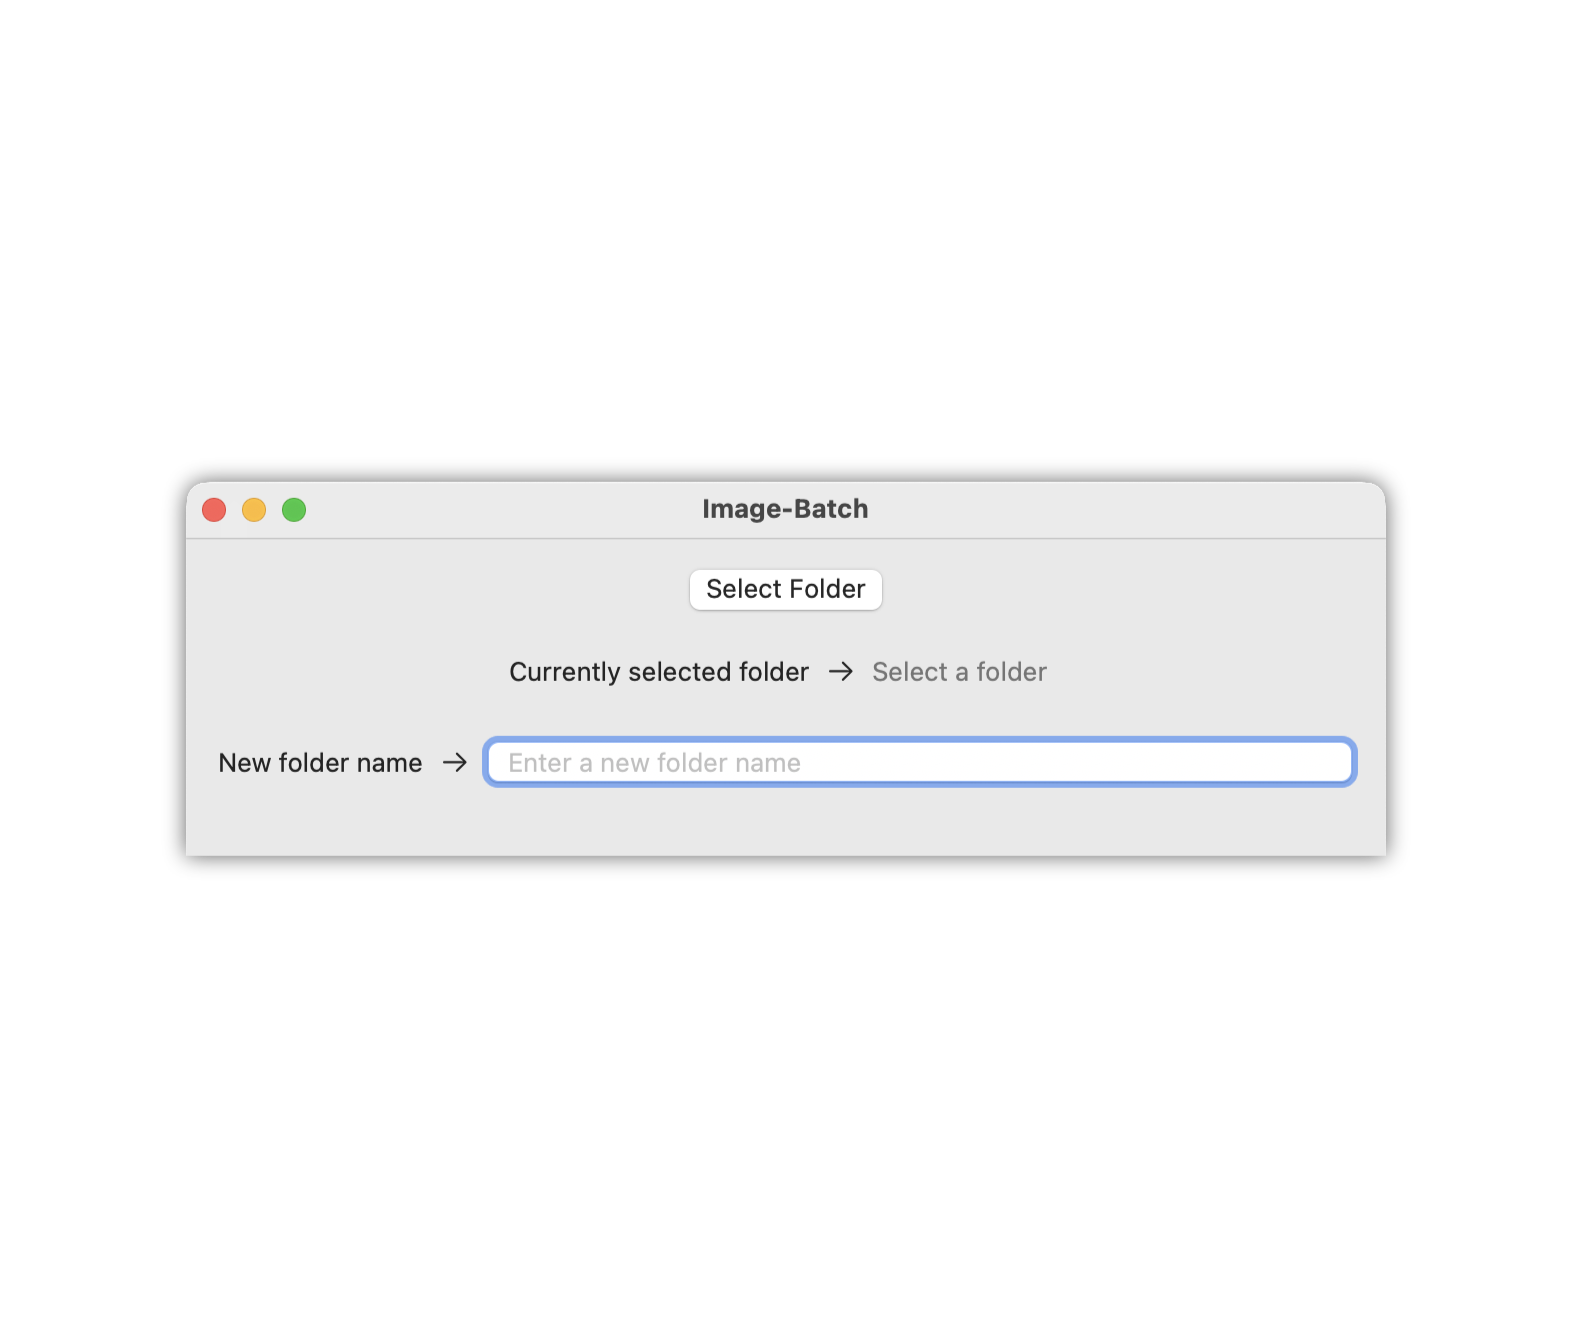 Image-Batch
Select Folder
Currently selected folder → Select a folder
New folder name → Enter a new folder name